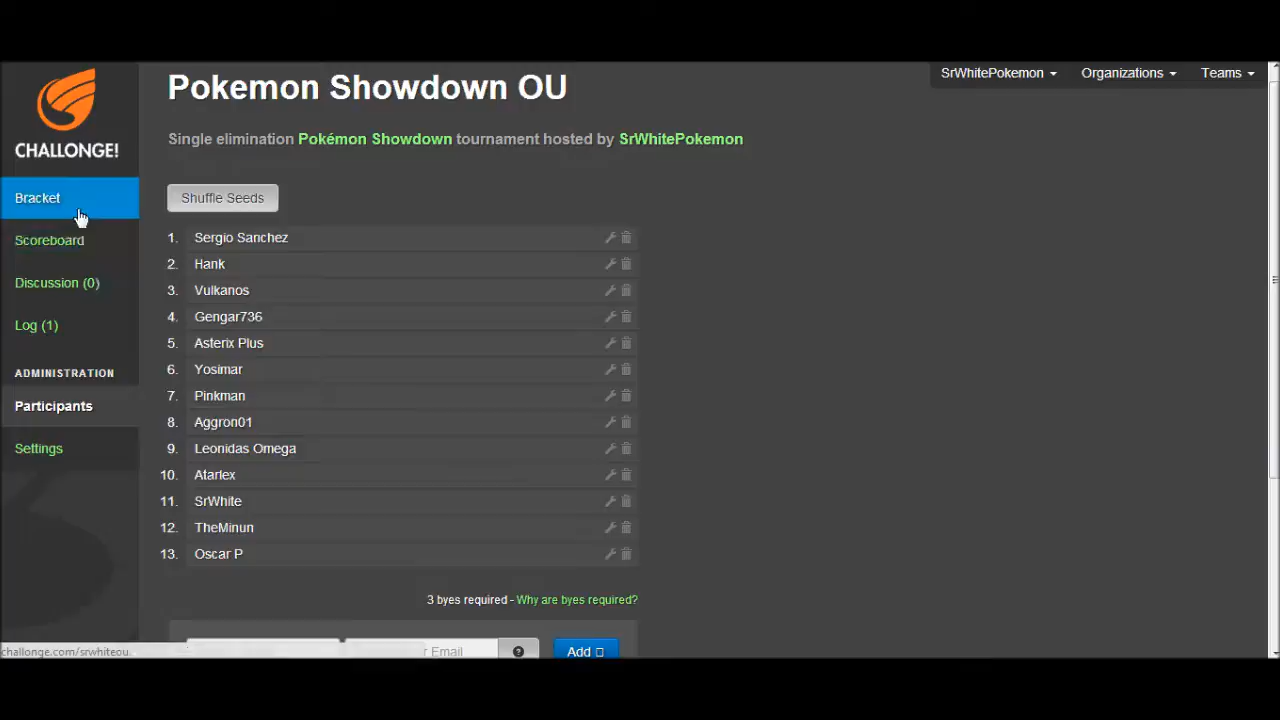 Pokemon Showdown OU
SrWhitePokemon
Organizations
Teams
CHALLONGE!
Single elimination Pokémon Showdown tournament hosted by SrWhitePokemon
Bracket
Scoreboard
Discussion (0)
Log (1)
ADMINISTRATION
Participants
Settings
Shuffle Seeds
1. Sergio Sanchez
2. Hank
3. Vulkanos
4. Gengar736
5. Asterix Plus
6. Yosimar
7. Pinkman
8. Aggron01
9. Leonidas Omega
10. Atarlex
11. SrWhite
12. TheMinun
13. Oscar P
3 byes required - Why are byes required?
r Email
?
Add
challonge.com/srwhiteou.